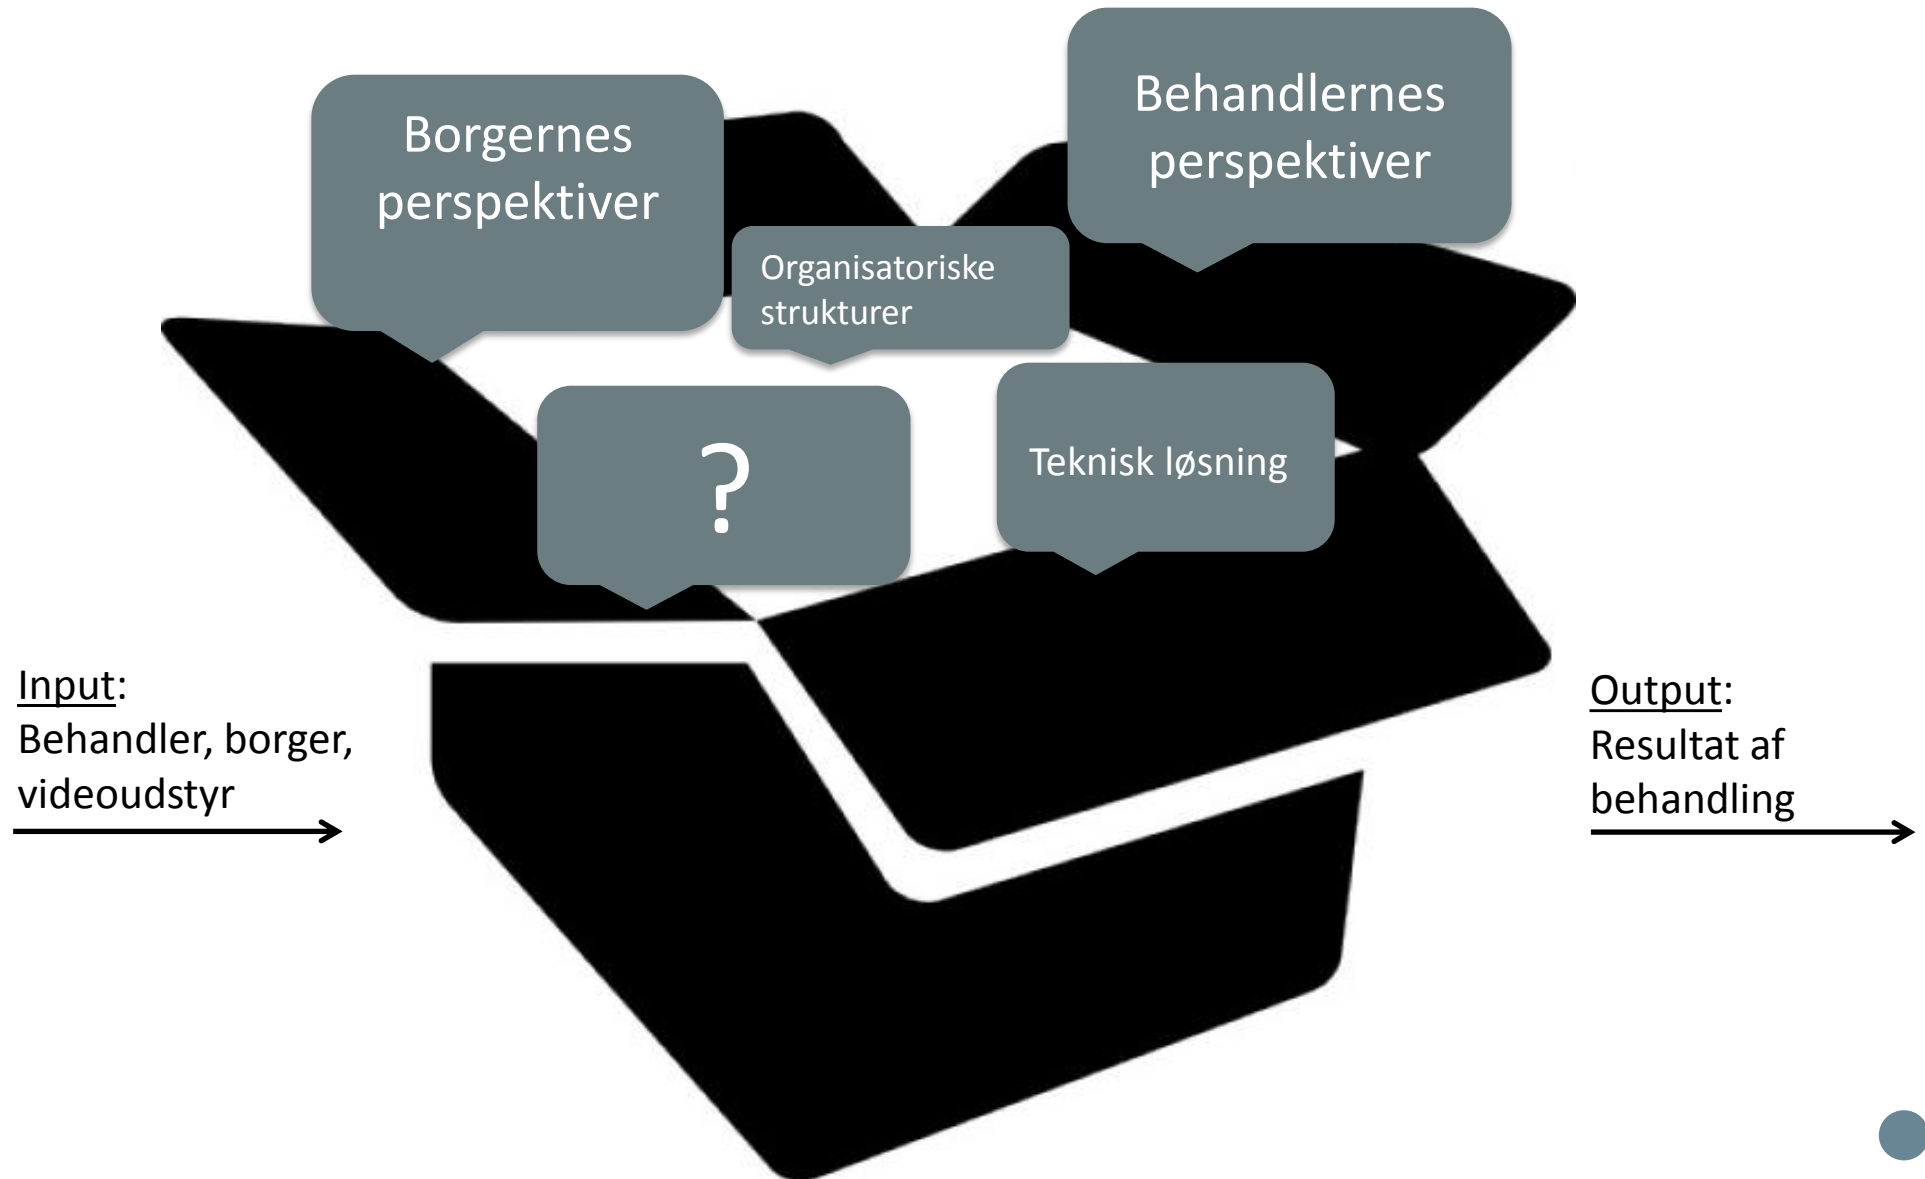 Borgernes
perspektiver
Behandlernes
perspektiver
Organisatoriske
strukturer
?
Teknisk løsning
Input:
Behandler, borger,
videoudstyr
Output:
Resultat af
behandling